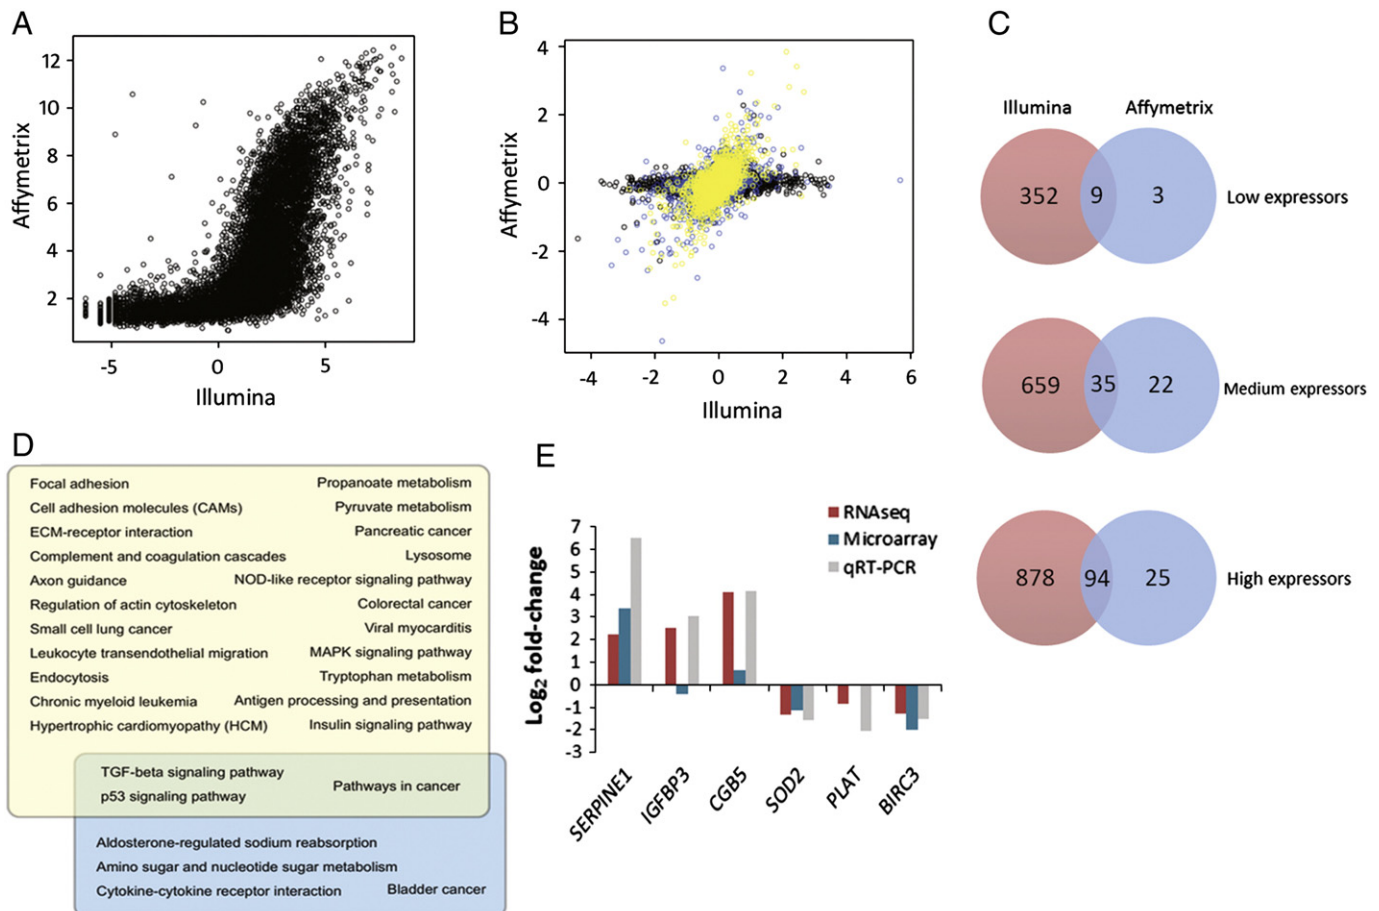 A
Affymetrix
12
10
8
6
4
2
-5
0
5
Illumina
B
Affymetrix
4
2
0
-2
-4
-4
-2
0
2
4
6
Illumina
C
Illumina
Affymetrix
352
9
3
Low expressors
659
35
22
Medium expressors
878
94
25
High expressors
D
Focal adhesion
Cell adhesion molecules (CAMs)
ECM-receptor interaction
Complement and coagulation cascades
Axon guidance
Regulation of actin cytoskeleton
Small cell lung cancer
Leukocyte transendothelial migration
Endocytosis
Chronic myeloid leukemia
Hypertrophic cardiomyopathy (HCM)
Propanoate metabolism
Pyruvate metabolism
Pancreatic cancer
Lysosome
NOD-like receptor signaling pathway
Colorectal cancer
Viral myocarditis
MAPK signaling pathway
Tryptophan metabolism
Antigen processing and presentation
Insulin signaling pathway
TGF-beta signaling pathway
p53 signaling pathway
Pathways in cancer
Aldosterone-regulated sodium reabsorption
Amino sugar and nucleotide sugar metabolism
Cytokine-cytokine receptor interaction
Bladder cancer
E
Log2 fold-change
7
6
5
4
3
2
1
0
-1
-2
-3
RNAseq
Microarray
qRT-PCR
SERPINE1
IGFBP3
CGB5
SOD2
PLAT
BIRC3